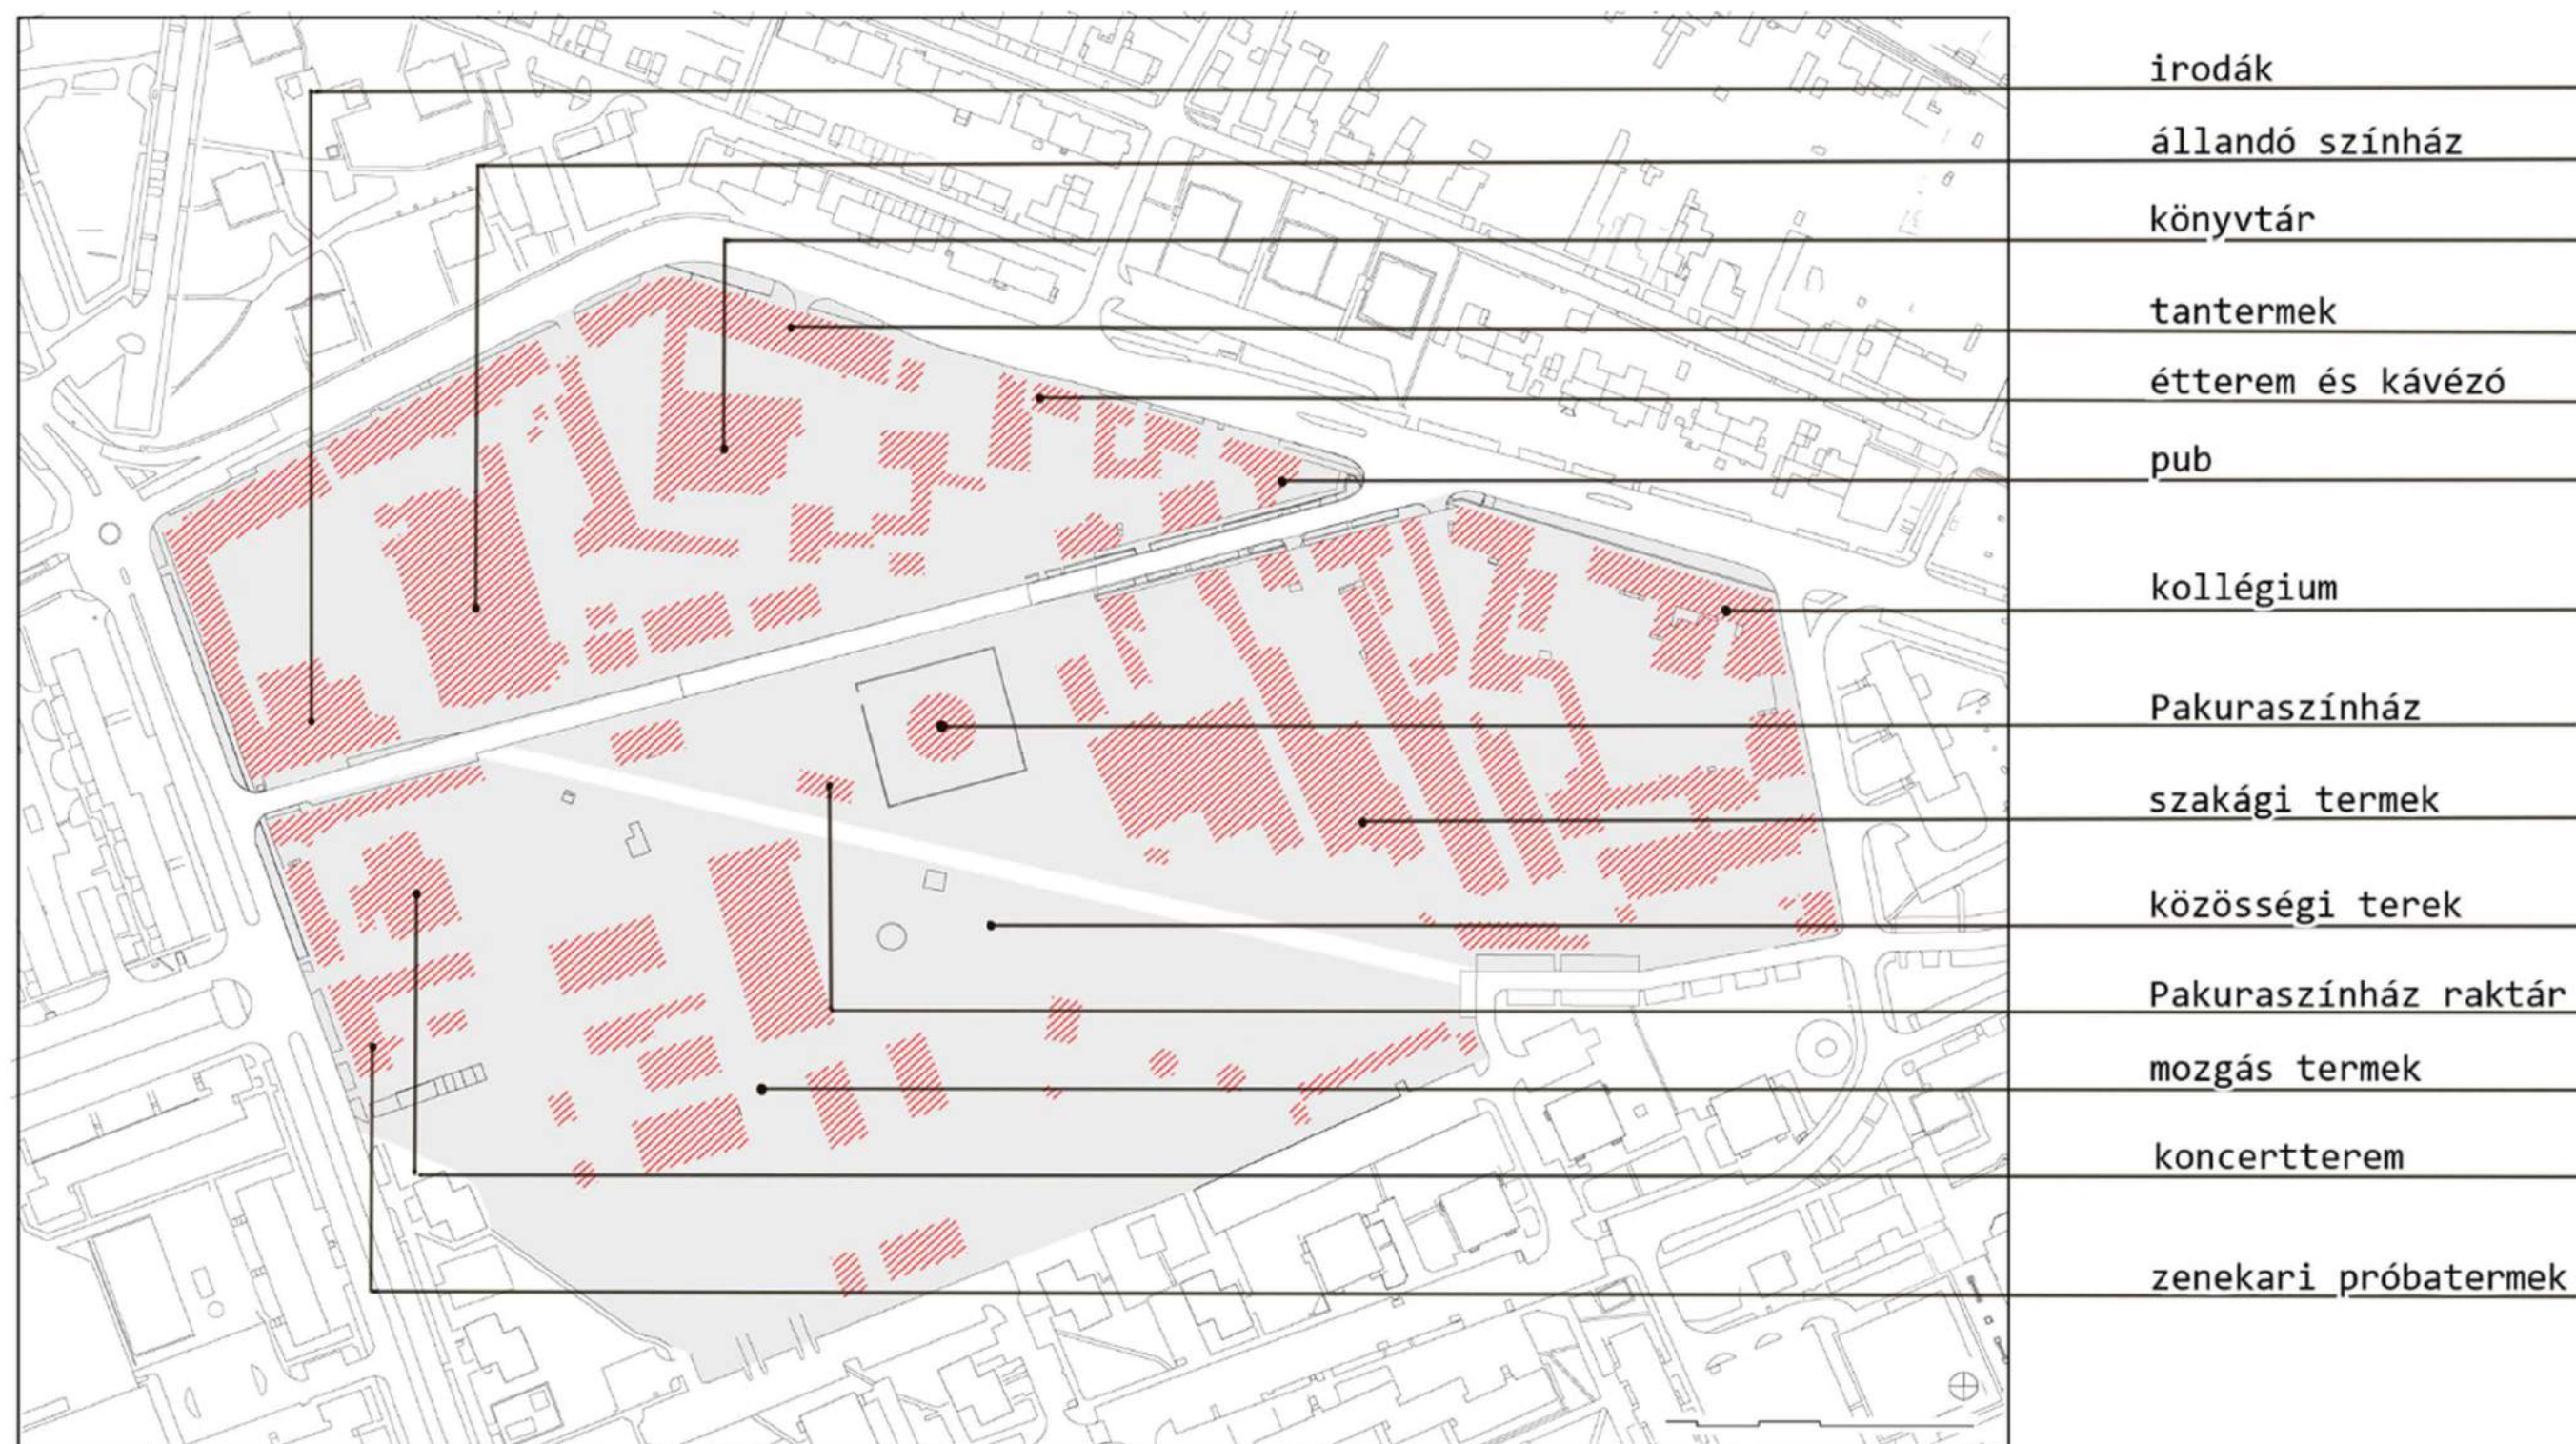 irodák
állandó színház
könyvtár
tantermek
étterem és kávézó
pub
kollégium
Pakuraszínház
szakági termek
közösségi terek
Pakuraszínház raktár
mozgás termek
koncertterem
zenekari próbatermek